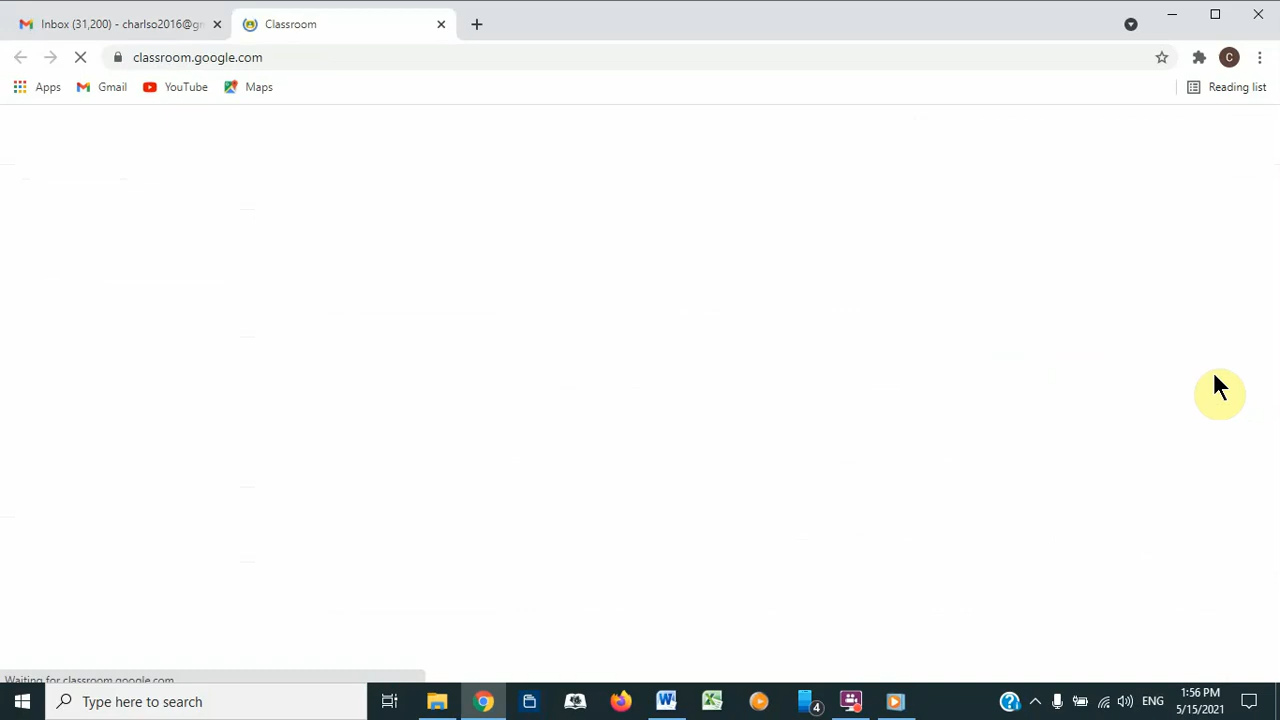 Inbox (31,200) - charlso2016@g
Classroom
classroom.google.com
C
Apps
Gmail
YouTube
Maps
Reading list
Waiting for classroom.google.com
Type here to search
4
ENG
1:56 PM
5/15/2021